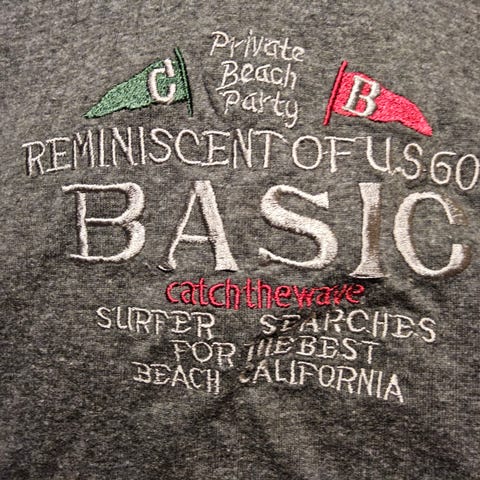 Private
Beach
Party
C
B
REMINISCENT OF U.S 60
BASIC
catchthewave
SURFER SEARCHES
FOR THE BEST
BEACH CALIFORNIA